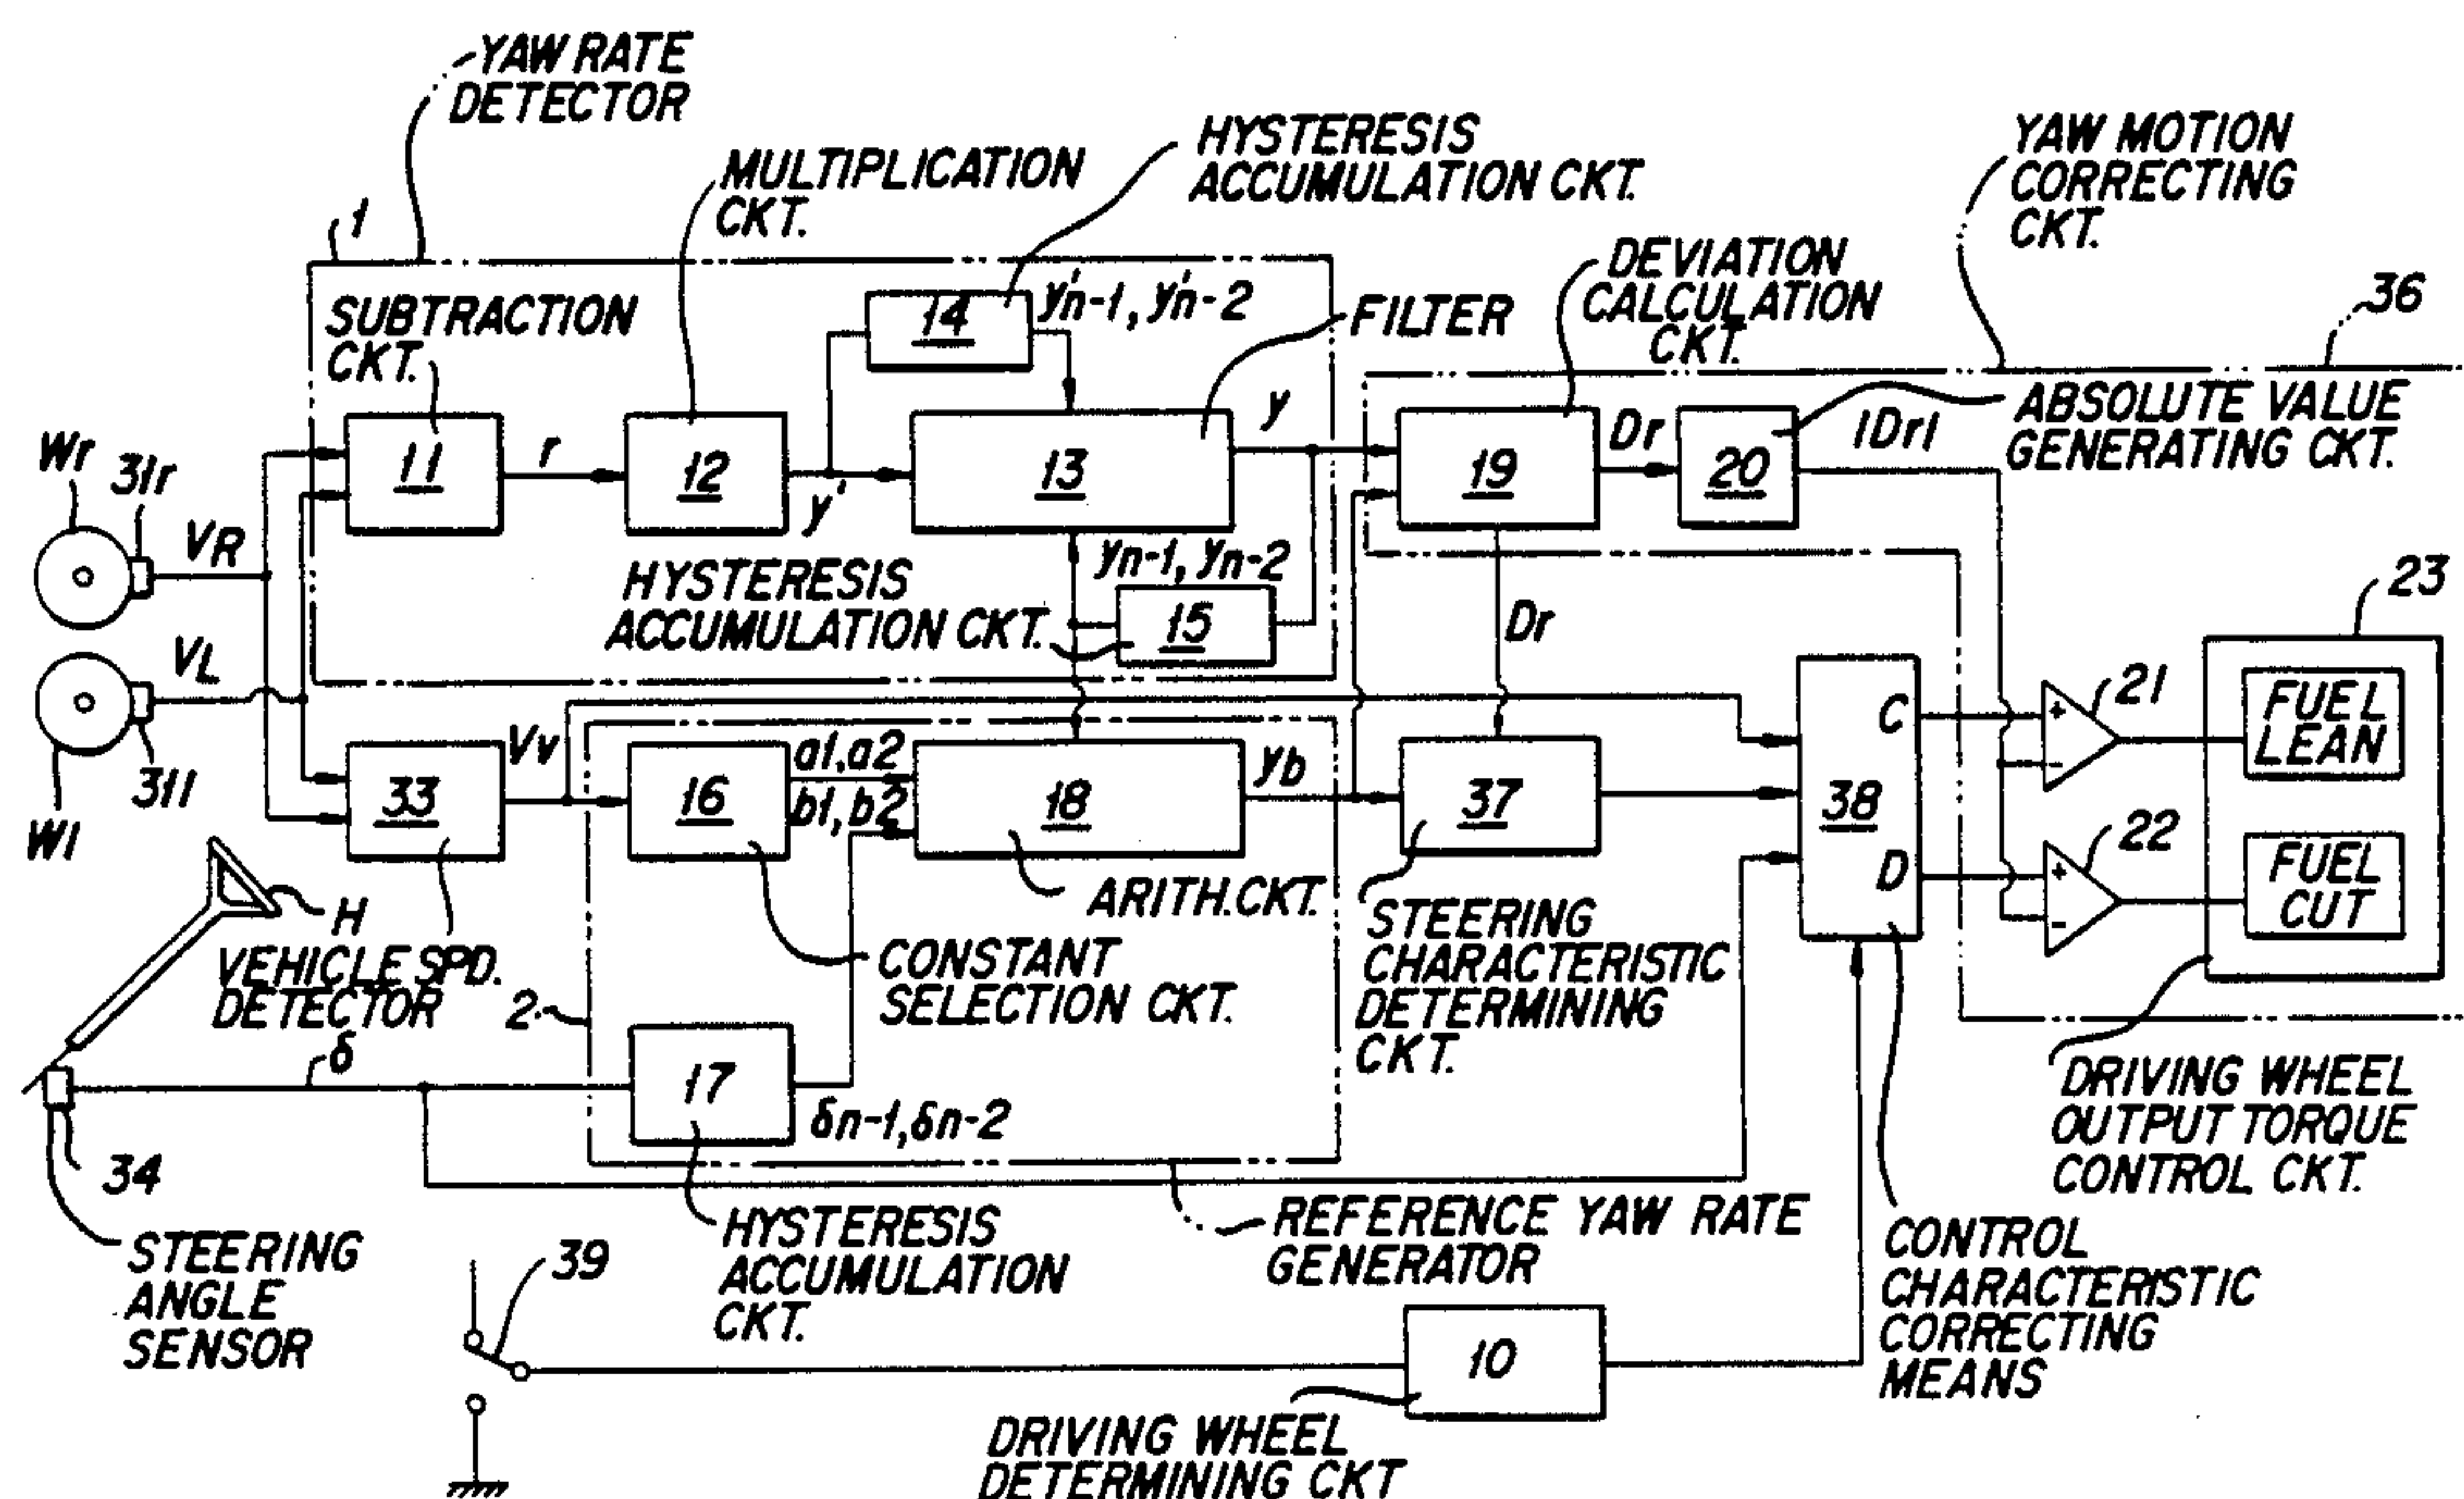 YAW RATE
DETECTOR
HYSTERESIS
ACCUMULATION CKT.
YAW MOTION
CORRECTING
CKT.
MULTIPLICATION
CKT.
1
DEVIATION
CALCULATION
CKT.
36
SUBTRACTION
CKT.
14
y'n-1, y'n-2
FILTER
ABSOLUTE VALUE
GENERATING CKT.
Wr
31r
VR
11
r
12
y'
13
y
19
Dr
20
|Dr|
HYSTERESIS
ACCUMULATION CKT.
yn-1, yn-2
15
Dr
23
VL
W1
311
33
Vv
16
a1, a2
b1, b2
18
yb
37
38
C
D
+
-
21
FUEL
LEAN
+
-
22
FUEL
CUT
H
VEHICLE SPD.
DETECTOR
ARITH. CKT.
CONSTANT
SELECTION CKT.
STEERING
CHARACTERISTIC
DETERMINING
CKT.
2
δ
17
δn-1, δn-2
34
DRIVING WHEEL
OUTPUT TORQUE
CONTROL CKT.
STEERING
ANGLE
SENSOR
HYSTERESIS
ACCUMULATION
CKT.
REFERENCE YAW RATE
GENERATOR
CONTROL
CHARACTERISTIC
CORRECTING
MEANS
39
10
DRIVING WHEEL
DETERMINING CKT